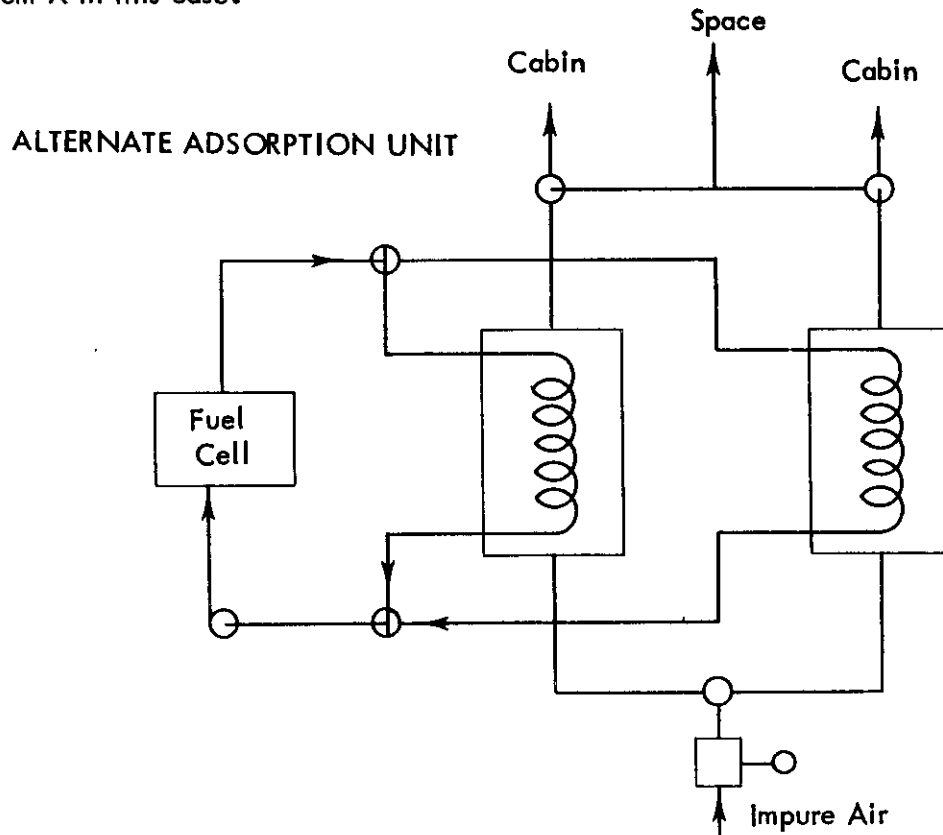 Space
Cabin
Cabin
ALTERNATE ADSORPTION UNIT
Fuel
Cell
Impure Air